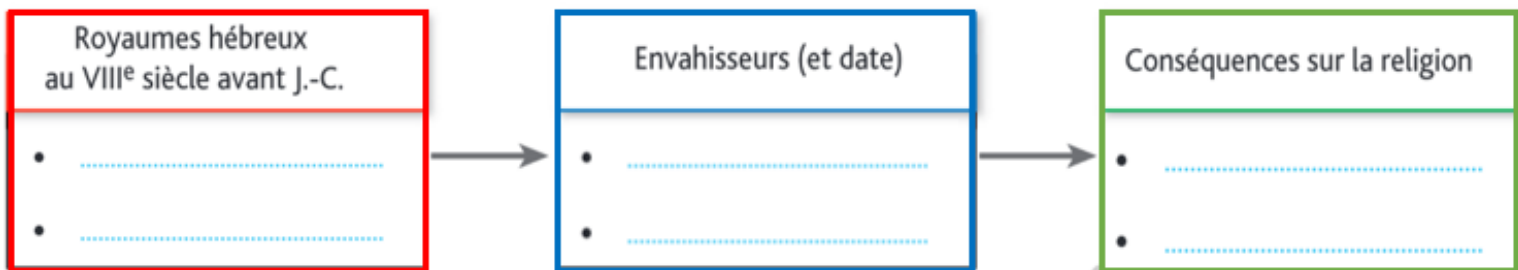 Royaumes hébreux
au VIIIe siècle avant J.-C.
•
•
Envahisseurs (et date)
•
•
Conséquences sur la religion
•
•